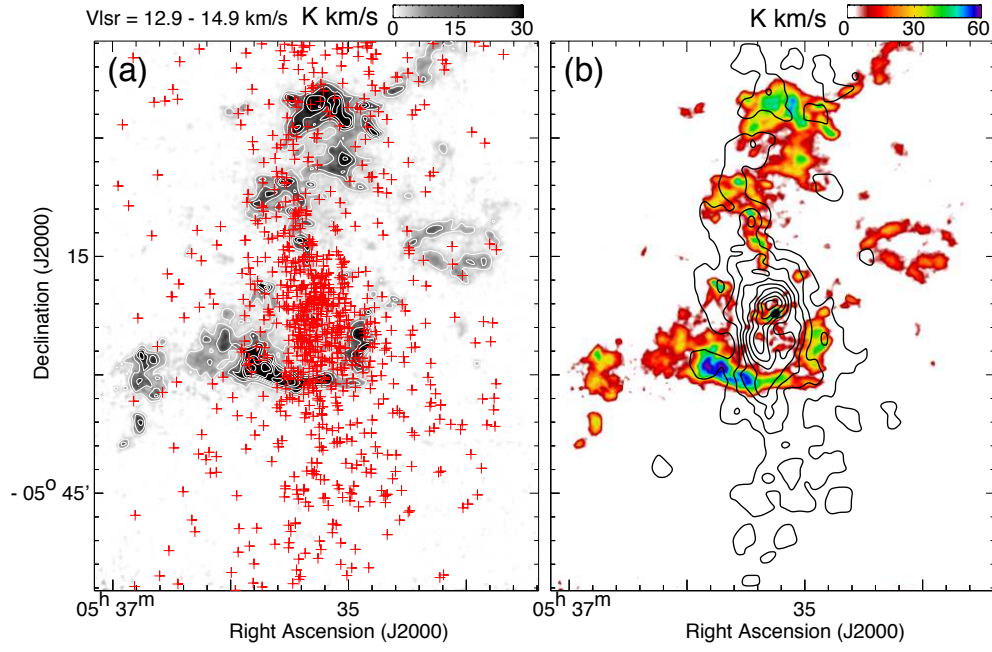 Vlsr = 12.9 - 14.9 km/s
K km/s
0 15 30
K km/s
0 30 60
(a)
(b)
Declination (J2000)
15
- 05° 45'
05h 37m
35
05h 37m
35
Right Ascension (J2000)
Right Ascension (J2000)